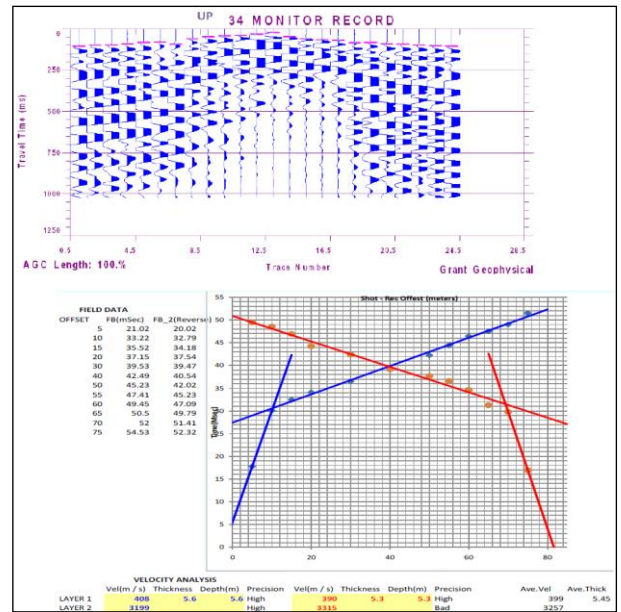 UP 34 MONITOR RECORD
0
250
500
750
1000
1250
Travel Time (ms)
0.5 4.5 8.5 12.5 16.5 20.5 24.5 28.5
AGC Length: 100.% Trace Number Grant Geophysical
FIELD DATA
OFFSET FB(mSec) FB_2(Reverse)
5 21.02 20.02
10 33.22 32.79
15 35.52 34.18
20 37.15 37.54
30 39.53 39.47
40 42.49 40.54
50 45.23 42.02
55 47.41 45.23
60 49.45 47.09
65 50.5 49.79
70 52 51.41
75 54.53 52.32
Shot - Rec Offest (meters)
55
50
45
40
35
30
25
20
15
10
5
0
Time(Msec)
0 20 40 60 80
VELOCITY ANALYSIS
Vel(m / s) Thickness Depth(m) Precision Vel(m / s) Thickness Depth(m) Precision Ave.Vel Ave.Thick
LAYER 1 408 5.6 5.6 High 390 5.3 5.3 High 399 5.45
LAYER 2 3199 High 3315 Bad 3257